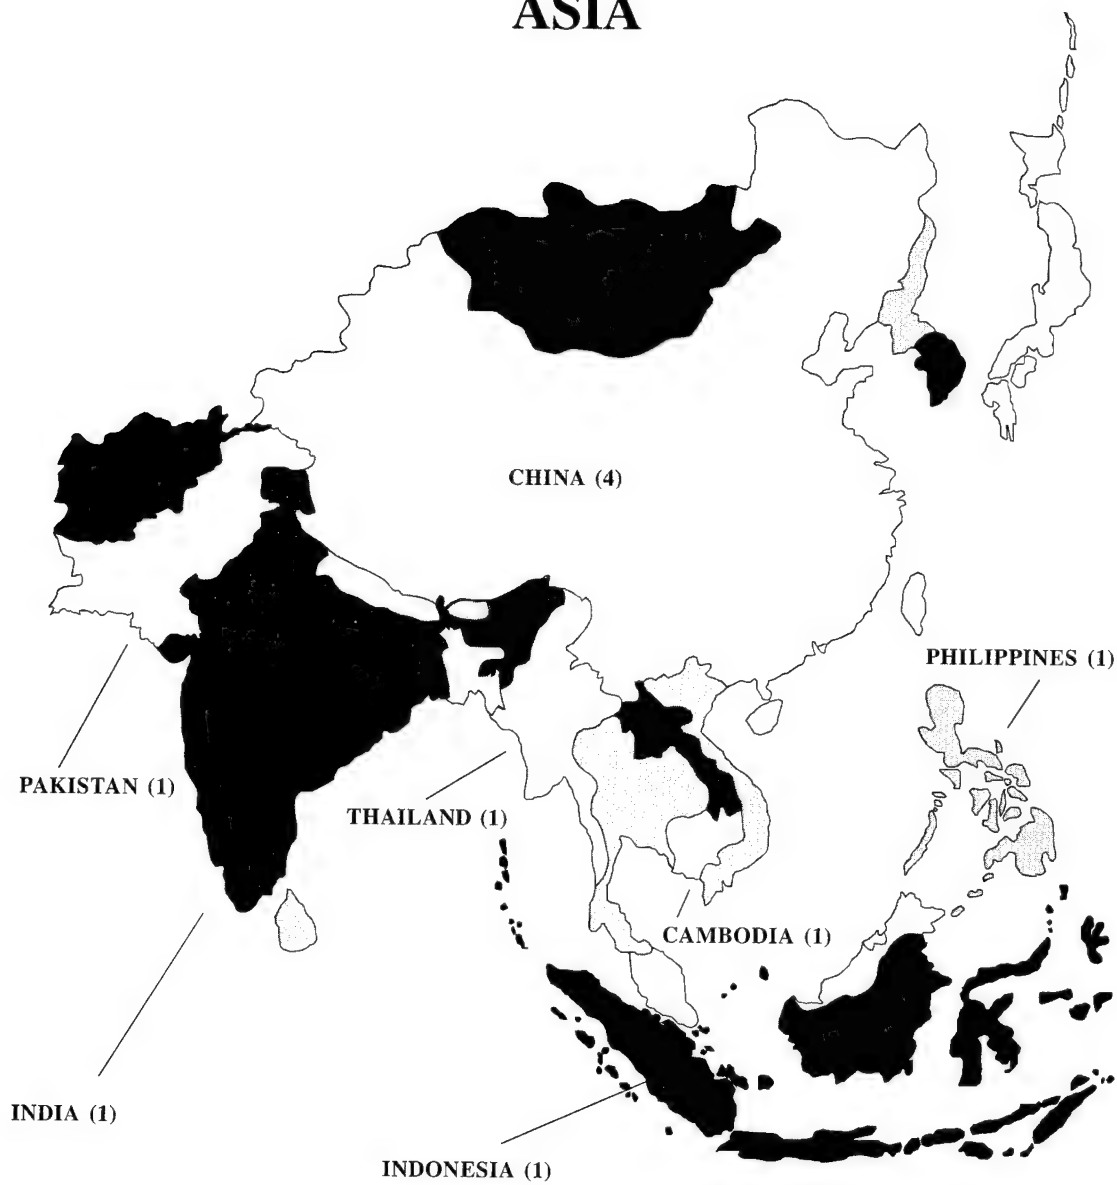 ASIA
CHINA (4)
PHILIPPINES (1)
PAKISTAN (1)
THAILAND (1)
CAMBODIA (1)
INDIA (1)
INDONESIA (1)